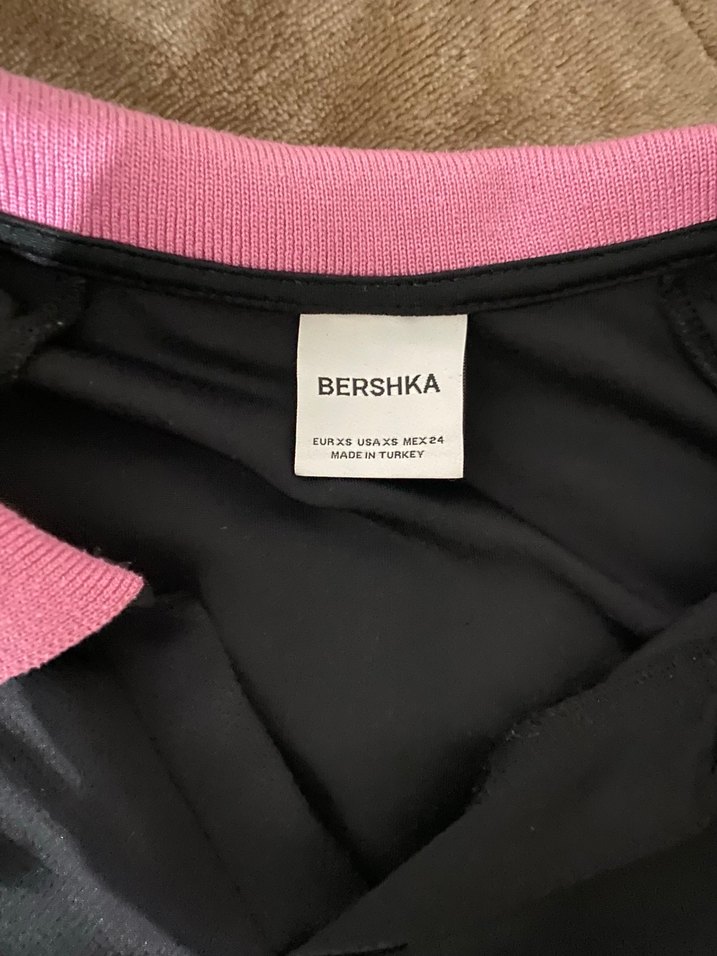 BERSHKA
EUR XS USA XS MEX 24
MADE IN TURKEY